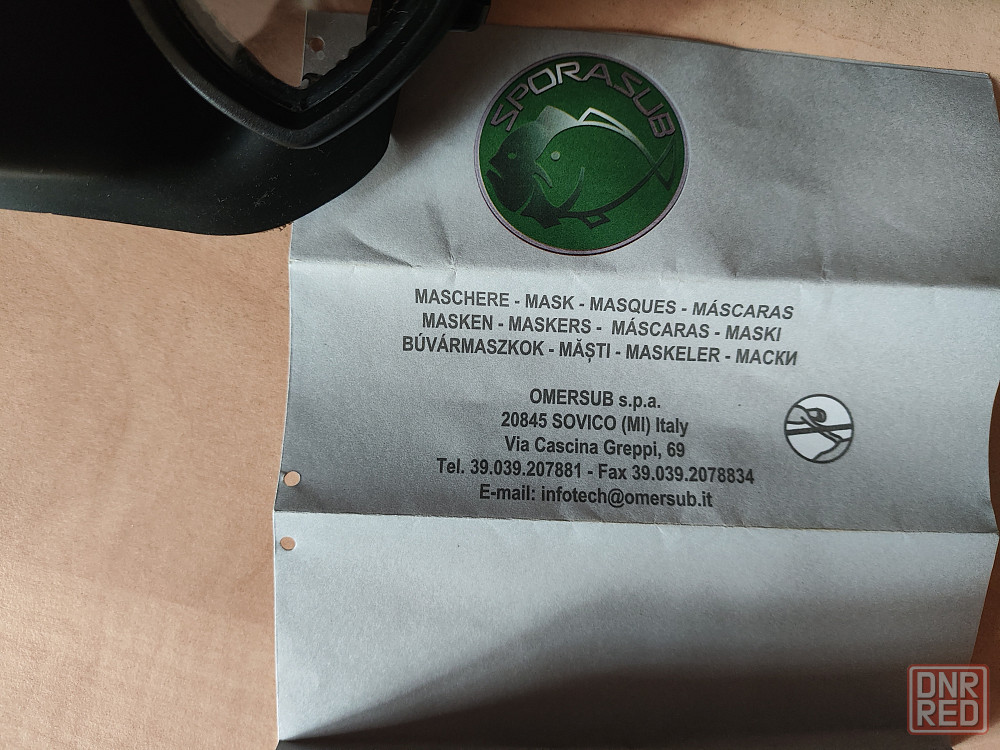 SPORASUB
MASCHERE - MASK - MASQUES - MÁSCARAS
MASKEN - MASKERS - MÁSCARAS - MASKI
BÚVÁRMASZKOK - MĂȘTI - MASKELER - МАСКИ
OMERSUB s.p.a.
20845 SOVICO (MI) Italy
Via Cascina Greppi, 69
Tel. 39.039.207881 - Fax 39.039.2078834
E-mail: infotech@omersub.it
DNR
RED